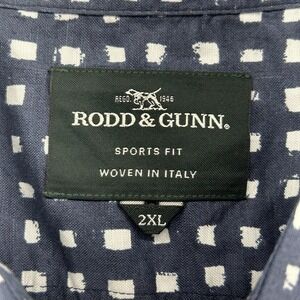 REGD. 1946
RODD & GUNN®
SPORTS FIT
WOVEN IN ITALY
2XL